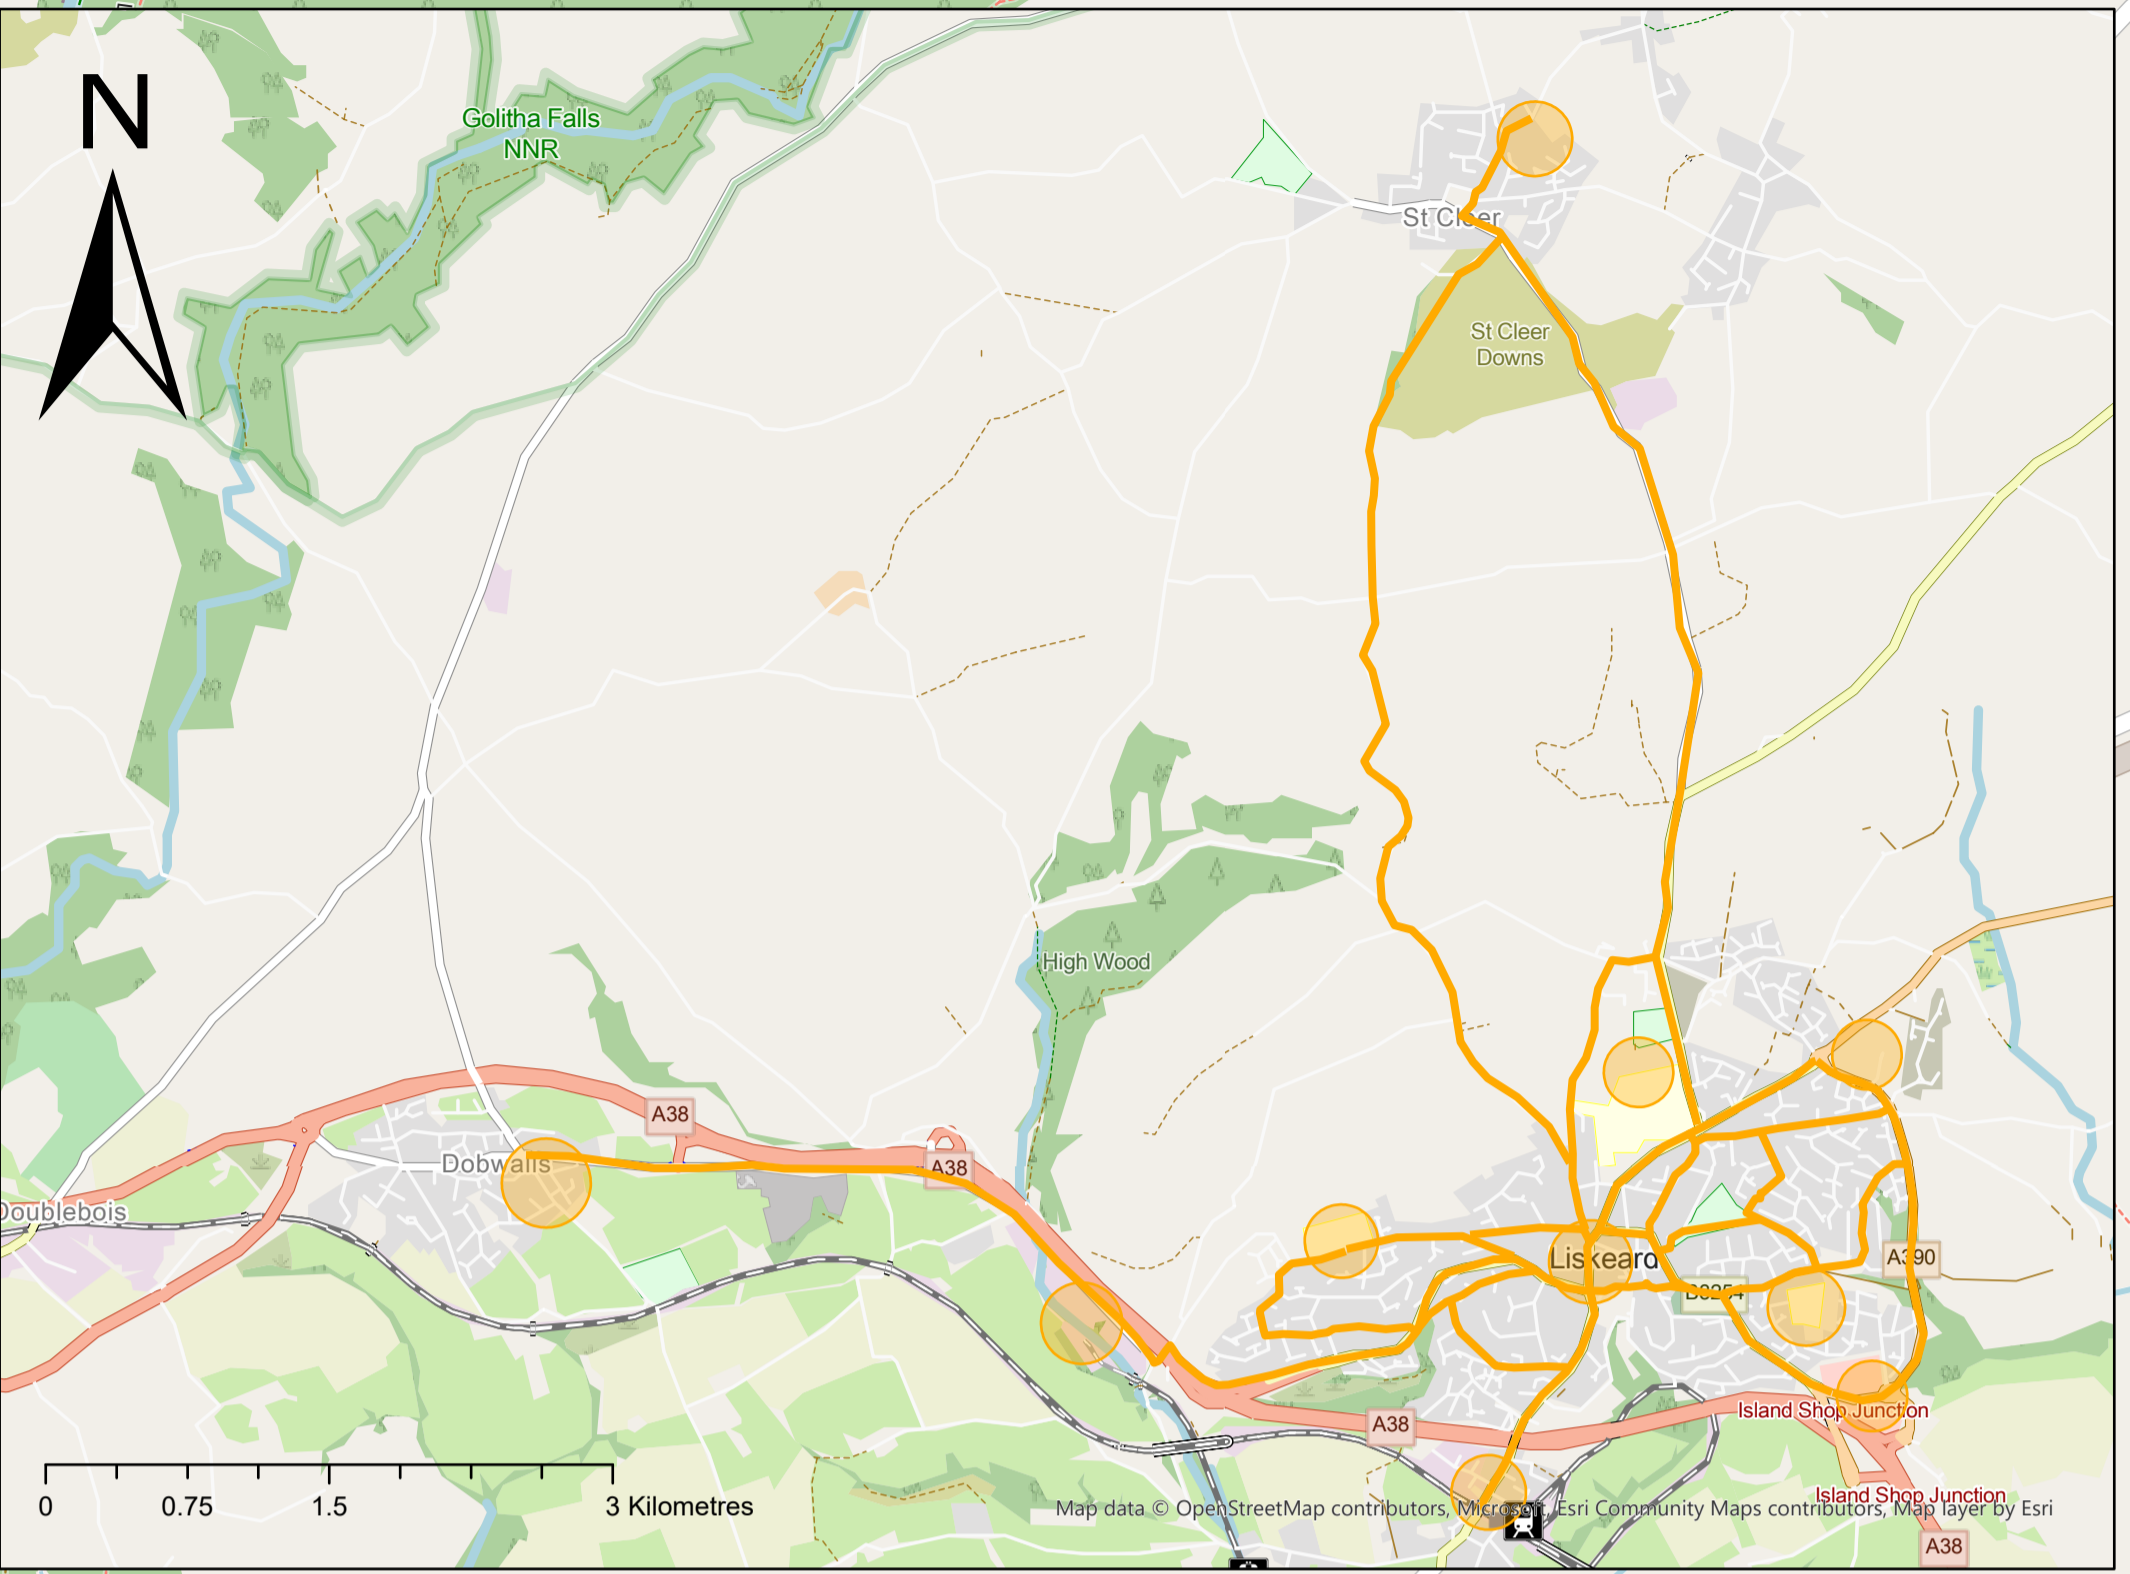 N
Golitha Falls
NNR
St Cleer
St Cleer
Downs
High Wood
A38
Dobwalls
A38
Doublebois
Liskeard
A390
B3254
Island Shop Junction
A38
Island Shop Junction
0 0.75 1.5 3 Kilometres
Map data © OpenStreetMap contributors, Microsoft, Esri Community Maps contributors, Map layer by Esri
A38